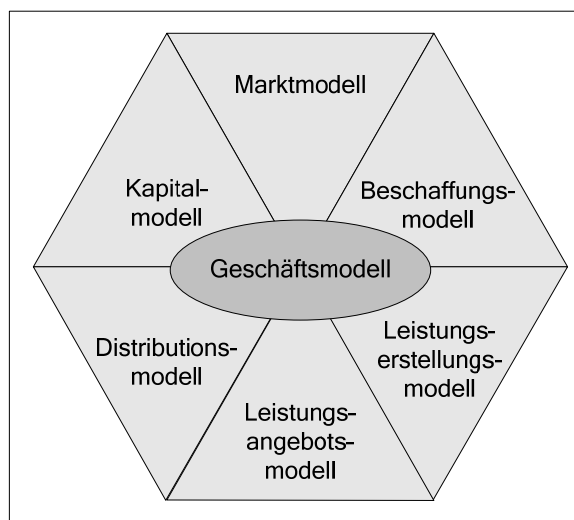 Marktmodell
Kapital-
modell
Beschaffungs-
modell
Geschäftsmodell
Distributions-
modell
Leistungs-
erstellungs-
modell
Leistungs-
angebots-
modell